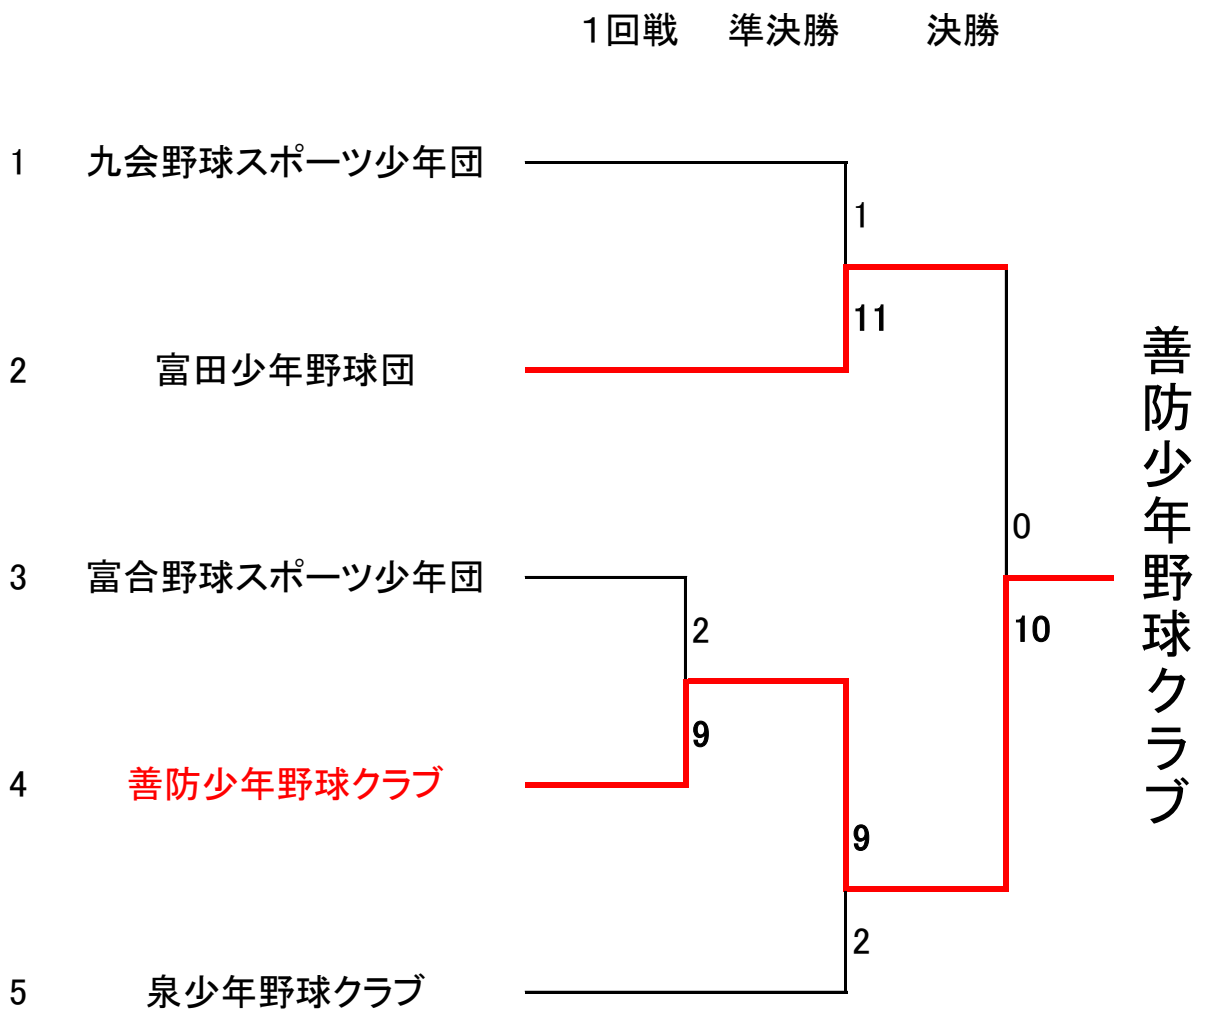 1回戦 準決勝 決勝
1 九会野球スポーツ少年団
1
11
2 富田少年野球団
善防少年野球クラブ
0
3 富合野球スポーツ少年団
2
10
9
4 善防少年野球クラブ
9
2
5 泉少年野球クラブ